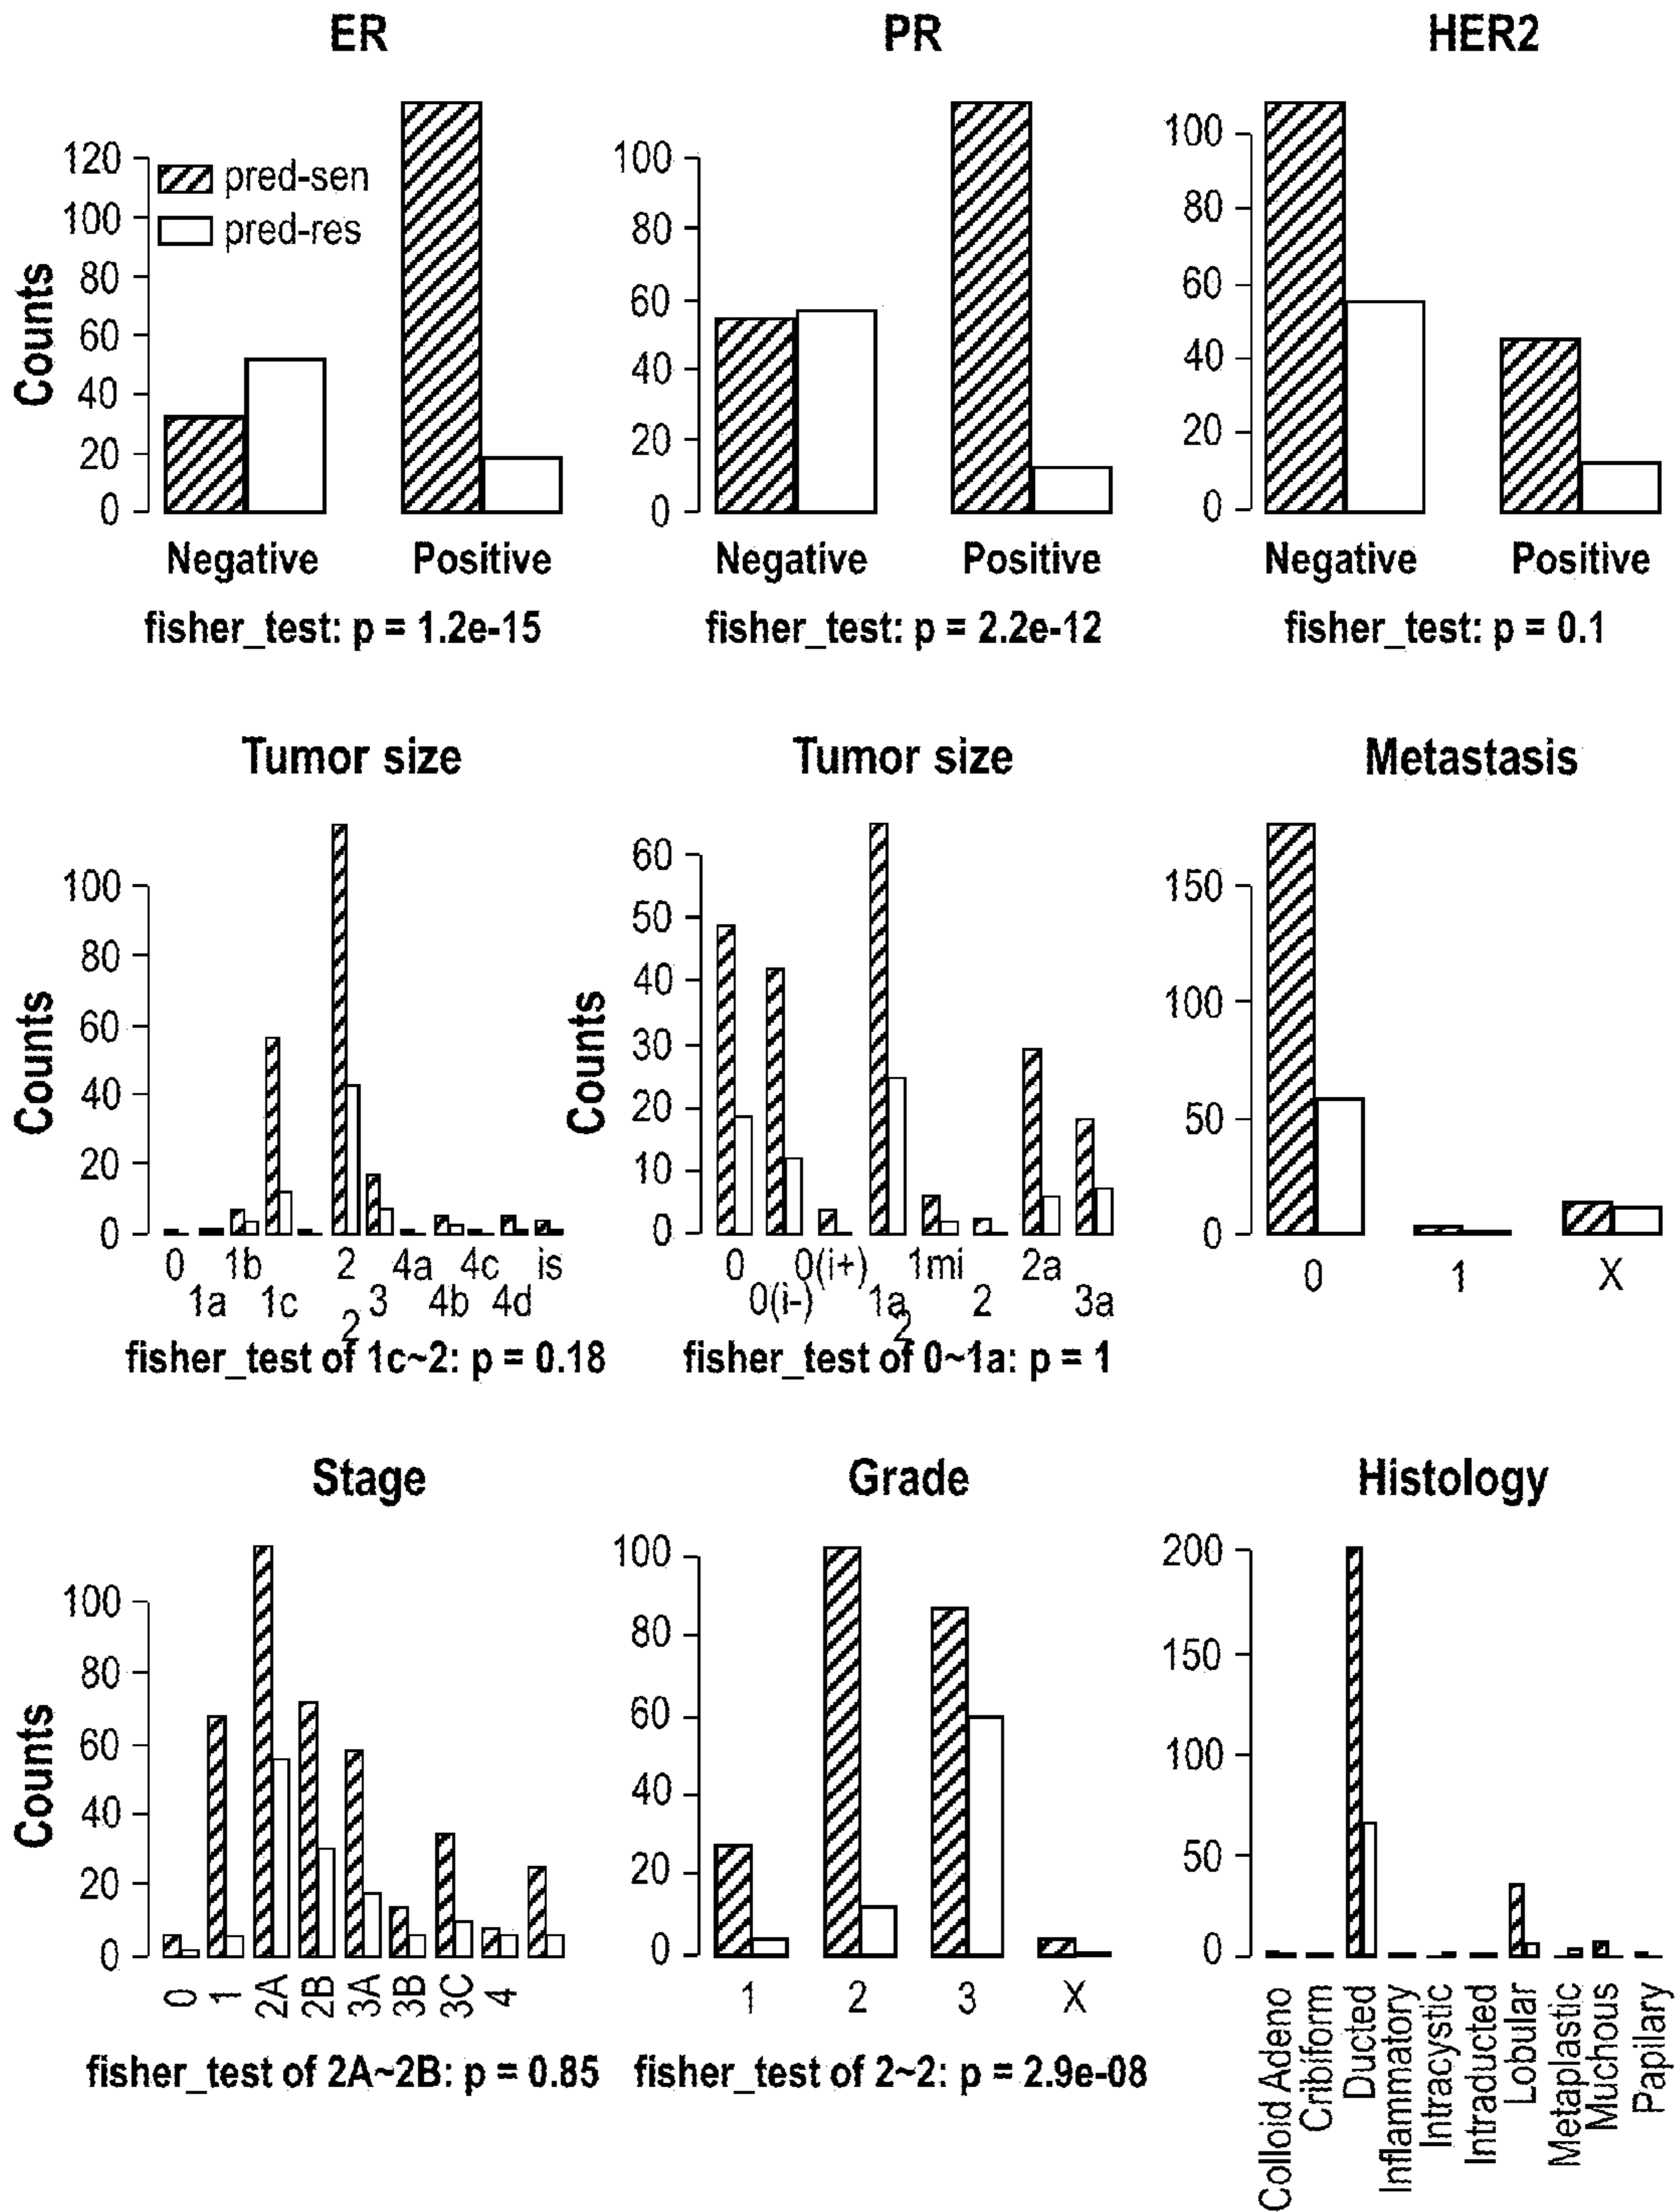 ER
Counts
120
100
80
60
40
20
0
pred-sen
pred-res
Negative Positive
fisher_test: p = 1.2e-15
PR
100
80
60
40
20
0
Negative Positive
fisher_test: p = 2.2e-12
HER2
100
80
60
40
20
0
Negative Positive
fisher_test: p = 0.1
Tumor size
Counts
100
80
60
40
20
0
0 1b 2 4a 4c is
1a 1c 3 4b 4d
2
fisher_test of 1c~2: p = 0.18
Tumor size
Counts
60
50
40
30
20
10
0
0 0(i+) 1mi 2a
0(i-) 1a 2 3a
2
fisher_test of 0~1a: p = 1
Metastasis
150
100
50
0
0 1 X
Stage
Counts
100
80
60
40
20
0
0 1 2A 2B 3A 3B 3C 4
fisher_test of 2A~2B: p = 0.85
Grade
100
80
60
40
20
0
1 2 3 X
fisher_test of 2~2: p = 2.9e-08
Histology
200
150
100
50
0
Colloid Adeno
Cribiform
Ducted
Inflammatory
Intracystic
Intraducted
Lobular
Metaplastic
Muchous
Papilary